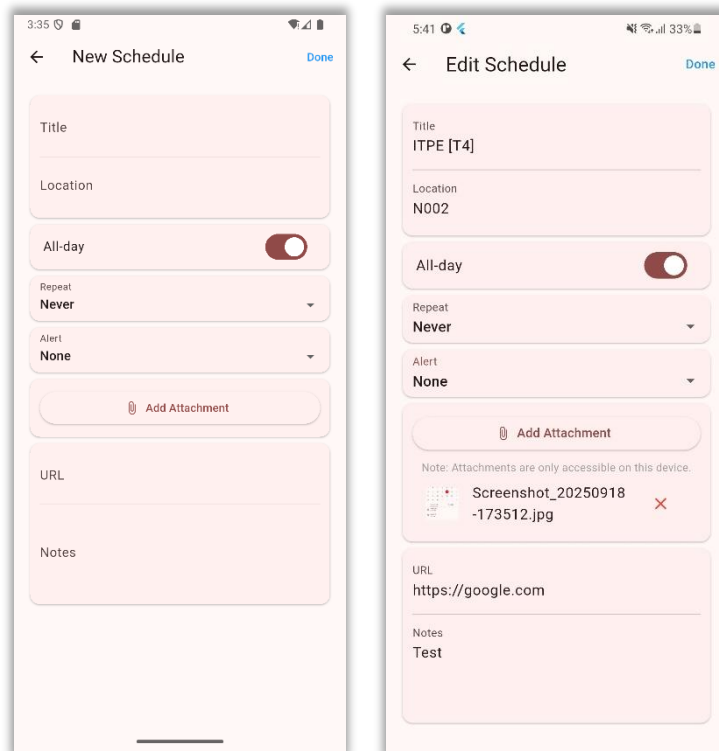 3:35
New Schedule
Done
Title
Location
All-day
Repeat
Never
Alert
None
Add Attachment
URL
Notes
5:41
33%
Edit Schedule
Done
Title
ITPE [T4]
Location
N002
All-day
Repeat
Never
Alert
None
Add Attachment
Note: Attachments are only accessible on this device.
Screenshot_20250918
-173512.jpg
URL
https://google.com
Notes
Test